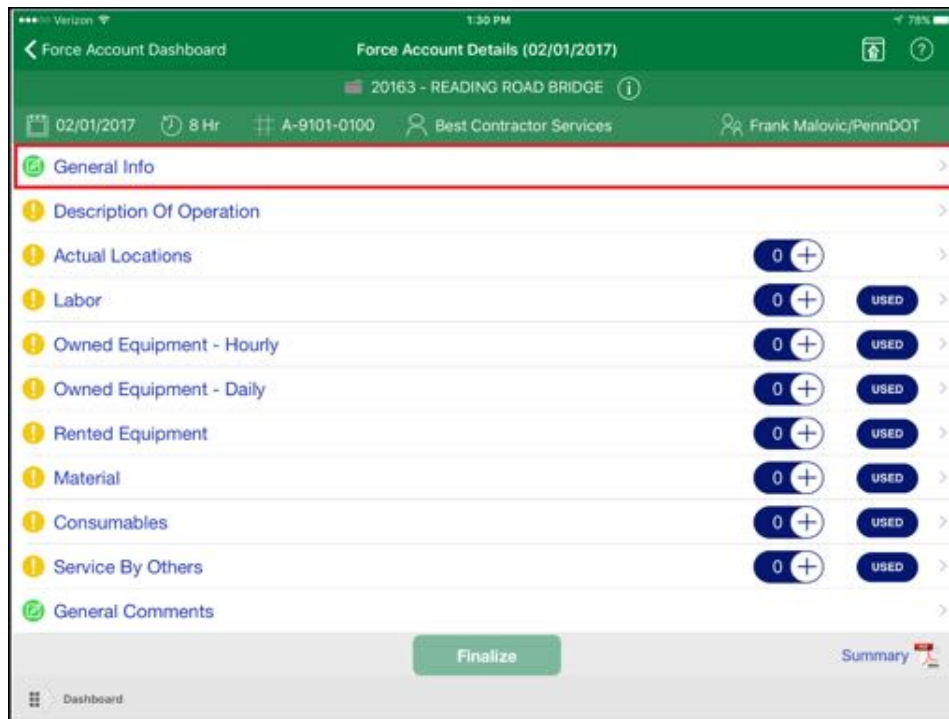 Verizon 1:30 PM 78%
Force Account Dashboard Force Account Details (02/01/2017)
20163 - READING ROAD BRIDGE
02/01/2017 8 Hr A-9101-0100 Best Contractor Services Frank Malovic/PennDOT
General Info
Description Of Operation
Actual Locations 0 +
Labor 0 + USED
Owned Equipment - Hourly 0 + USED
Owned Equipment - Daily 0 + USED
Rented Equipment 0 + USED
Material 0 + USED
Consumables 0 + USED
Service By Others 0 + USED
General Comments
Finalize Summary
Dashboard